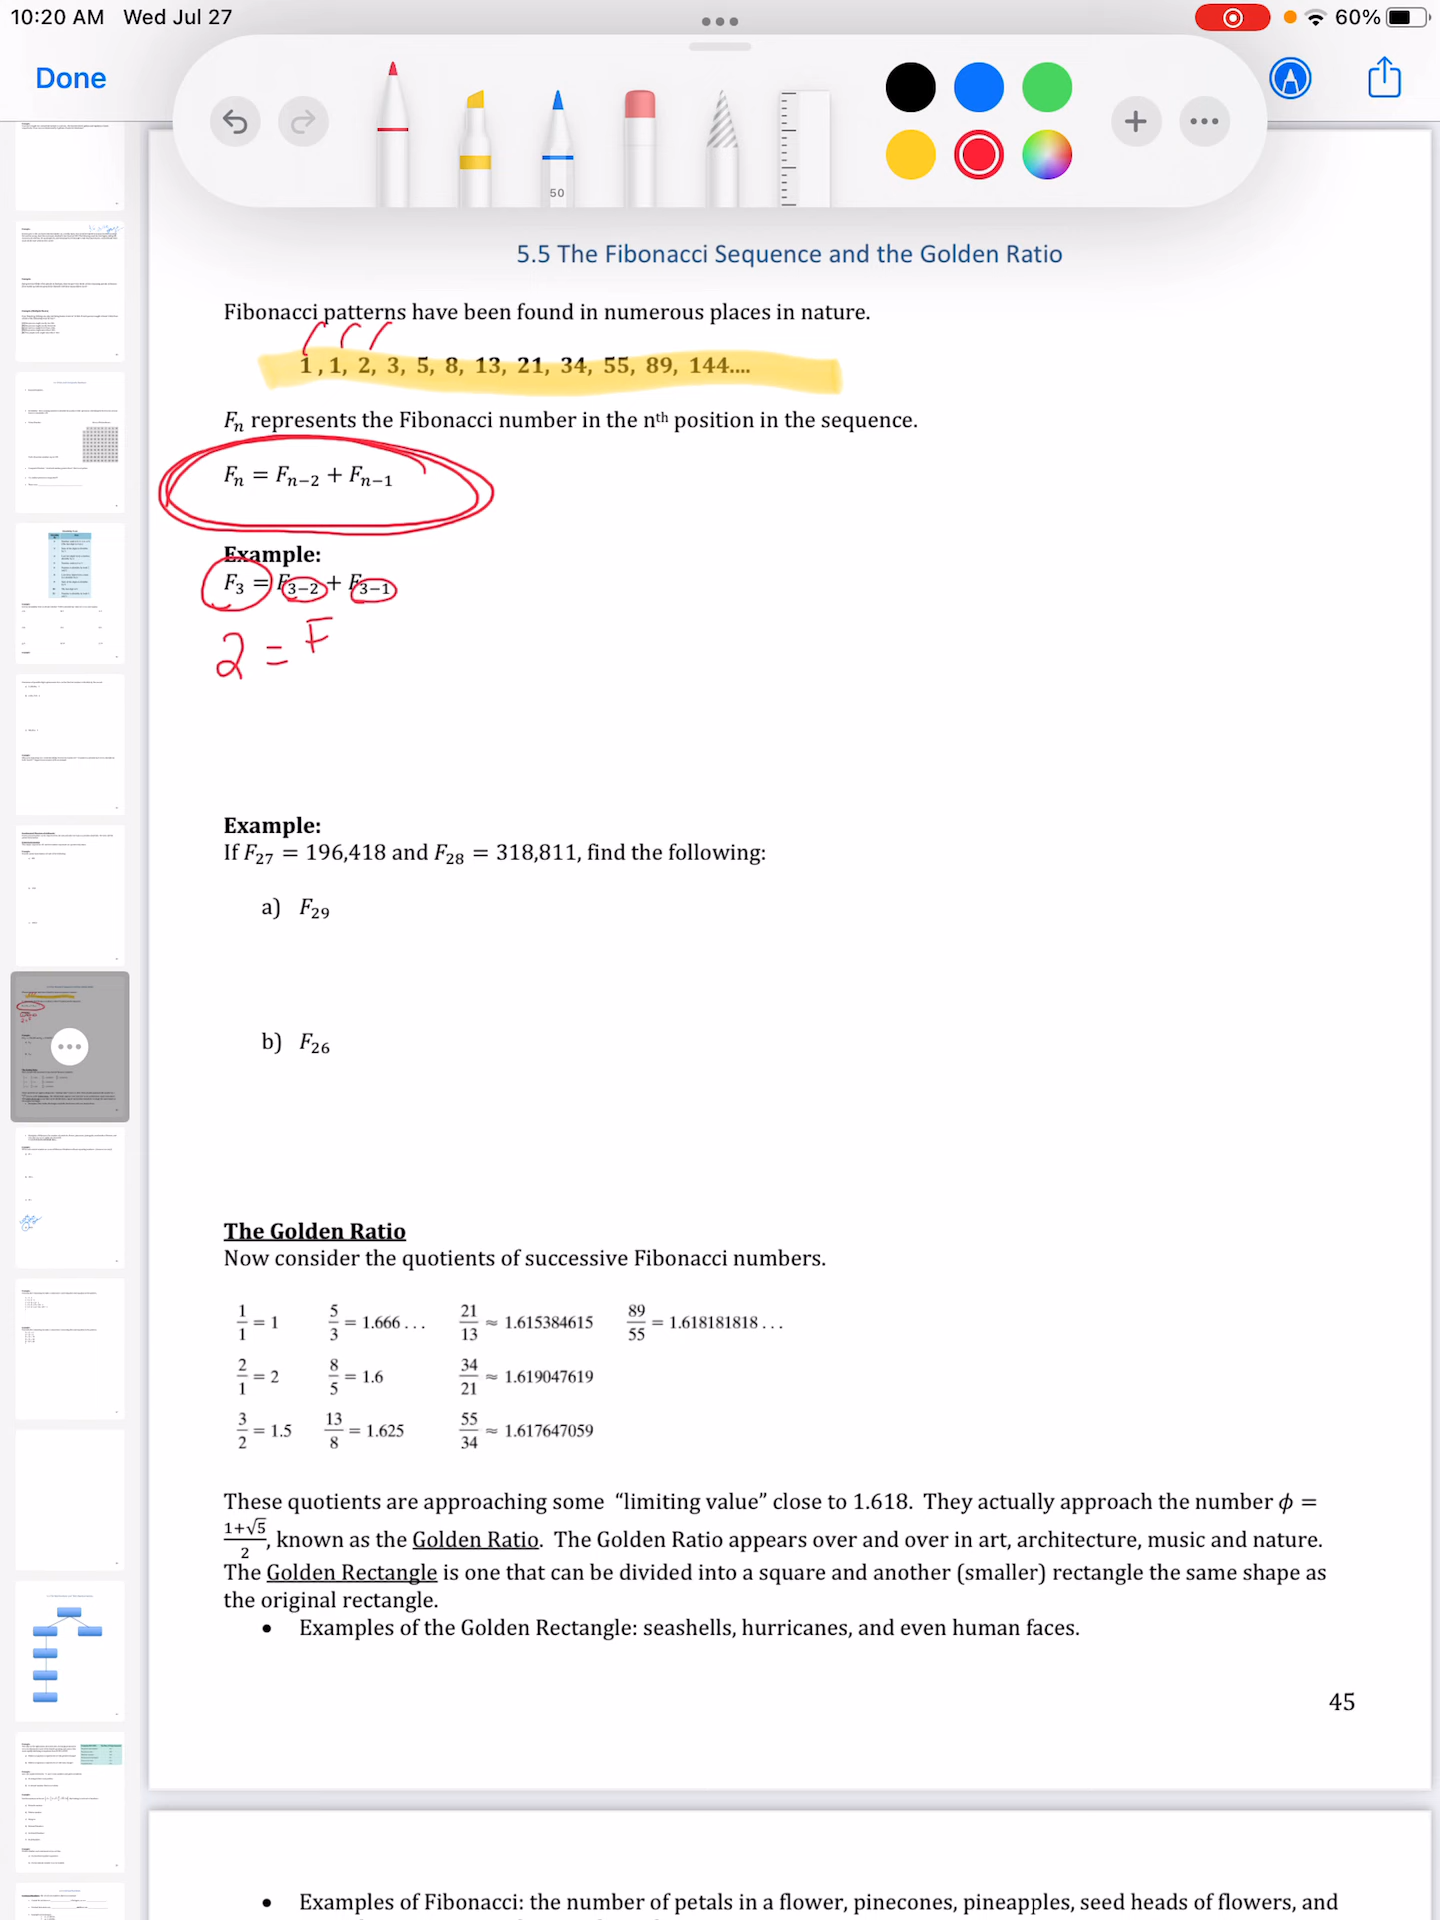 10:20 AM Wed Jul 27
60%
Done
50
5.5 The Fibonacci Sequence and the Golden Ratio
Fibonacci patterns have been found in numerous places in nature.
1 , 1, 2, 3, 5, 8, 13, 21, 34, 55, 89, 144....
Fₙ represents the Fibonacci number in the nᵗʰ position in the sequence.
Fₙ = Fₙ₋₂ + Fₙ₋₁
Example:
F₃ = F₃₋₂ + F₃₋₁
2 = F
Example:
If F₂₇ = 196,418 and F₂₈ = 318,811, find the following:
a) F₂₉
b) F₂₆
The Golden Ratio
Now consider the quotients of successive Fibonacci numbers.
1/1 = 1 5/3 = 1.666 . . . 21/13 ≈ 1.615384615 89/55 = 1.618181818 . . .
2/1 = 2 8/5 = 1.6 34/21 ≈ 1.619047619
3/2 = 1.5 13/8 = 1.625 55/34 ≈ 1.617647059
These quotients are approaching some “limiting value” close to 1.618. They actually approach the number ϕ =
(1+√5)/2, known as the Golden Ratio. The Golden Ratio appears over and over in art, architecture, music and nature.
The Golden Rectangle is one that can be divided into a square and another (smaller) rectangle the same shape as
the original rectangle.
• Examples of the Golden Rectangle: seashells, hurricanes, and even human faces.
45
• Examples of Fibonacci: the number of petals in a flower, pinecones, pineapples, seed heads of flowers, and